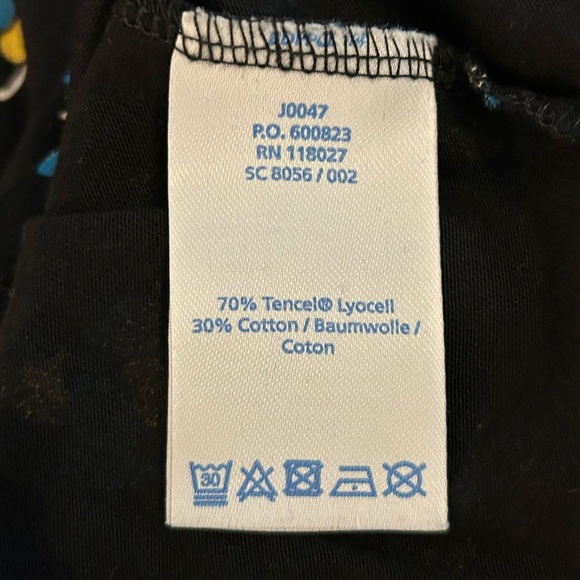 J0047
P.O. 600823
RN 118027
SC 8056 / 002
70% Tencel® Lyocell
30% Cotton / Baumwolle /
Coton
30